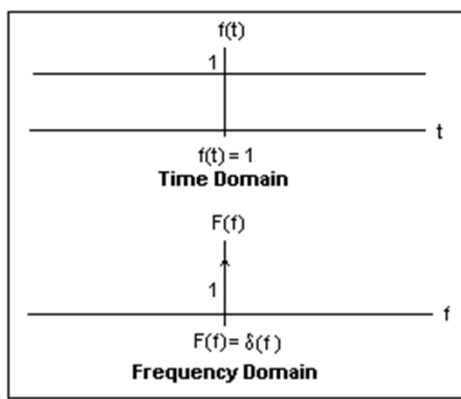 f(t)
1
t
f(t) = 1
Time Domain
F(f)
1
f
F(f) = δ(f)
Frequency Domain